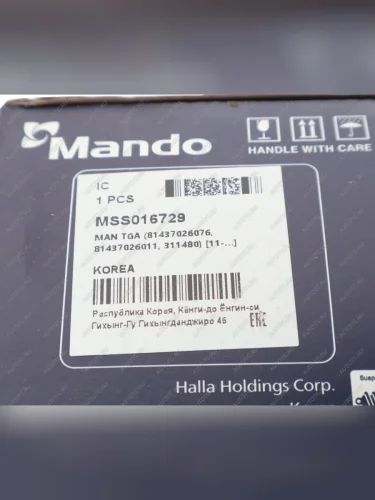 Mando
HANDLE WITH CARE
IC
1 PCS
MSS016729
MAN TGA (81437026076,
81437026011, 311480) [11-...]
KOREA
Республика Корея, Кёнги-до Ёнгин-си
Гихынг-Гу Гихынгданджиро 46
EAC
Halla Holdings Corp.